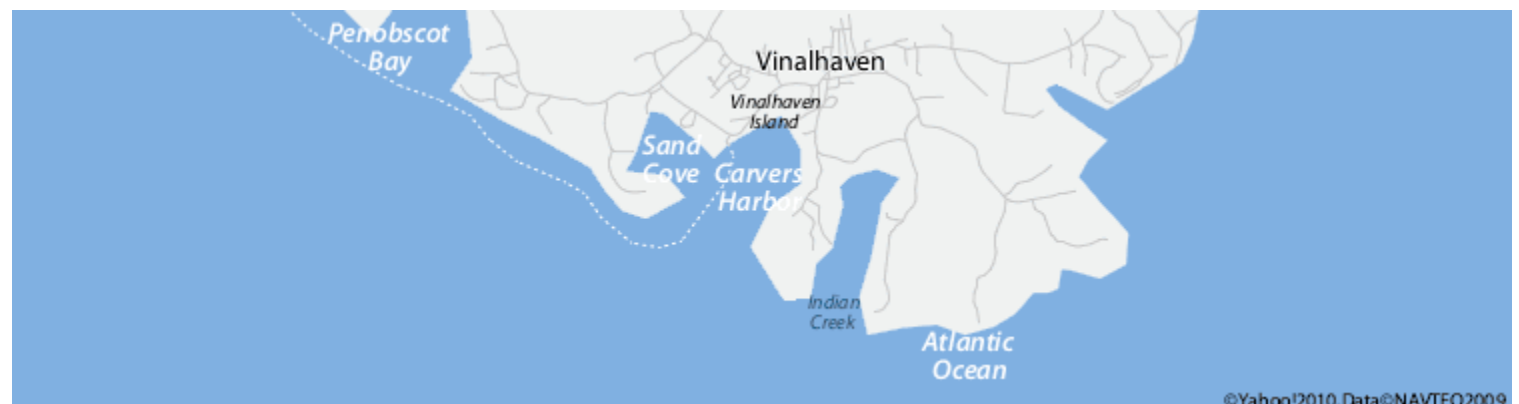 Penobscot
Bay
Vinalhaven
Vinalhaven
Island
Sand
Cove
Carvers
Harbor
Indian
Creek
Atlantic
Ocean
©Yahoo!2010 Data©NAVTEQ2009